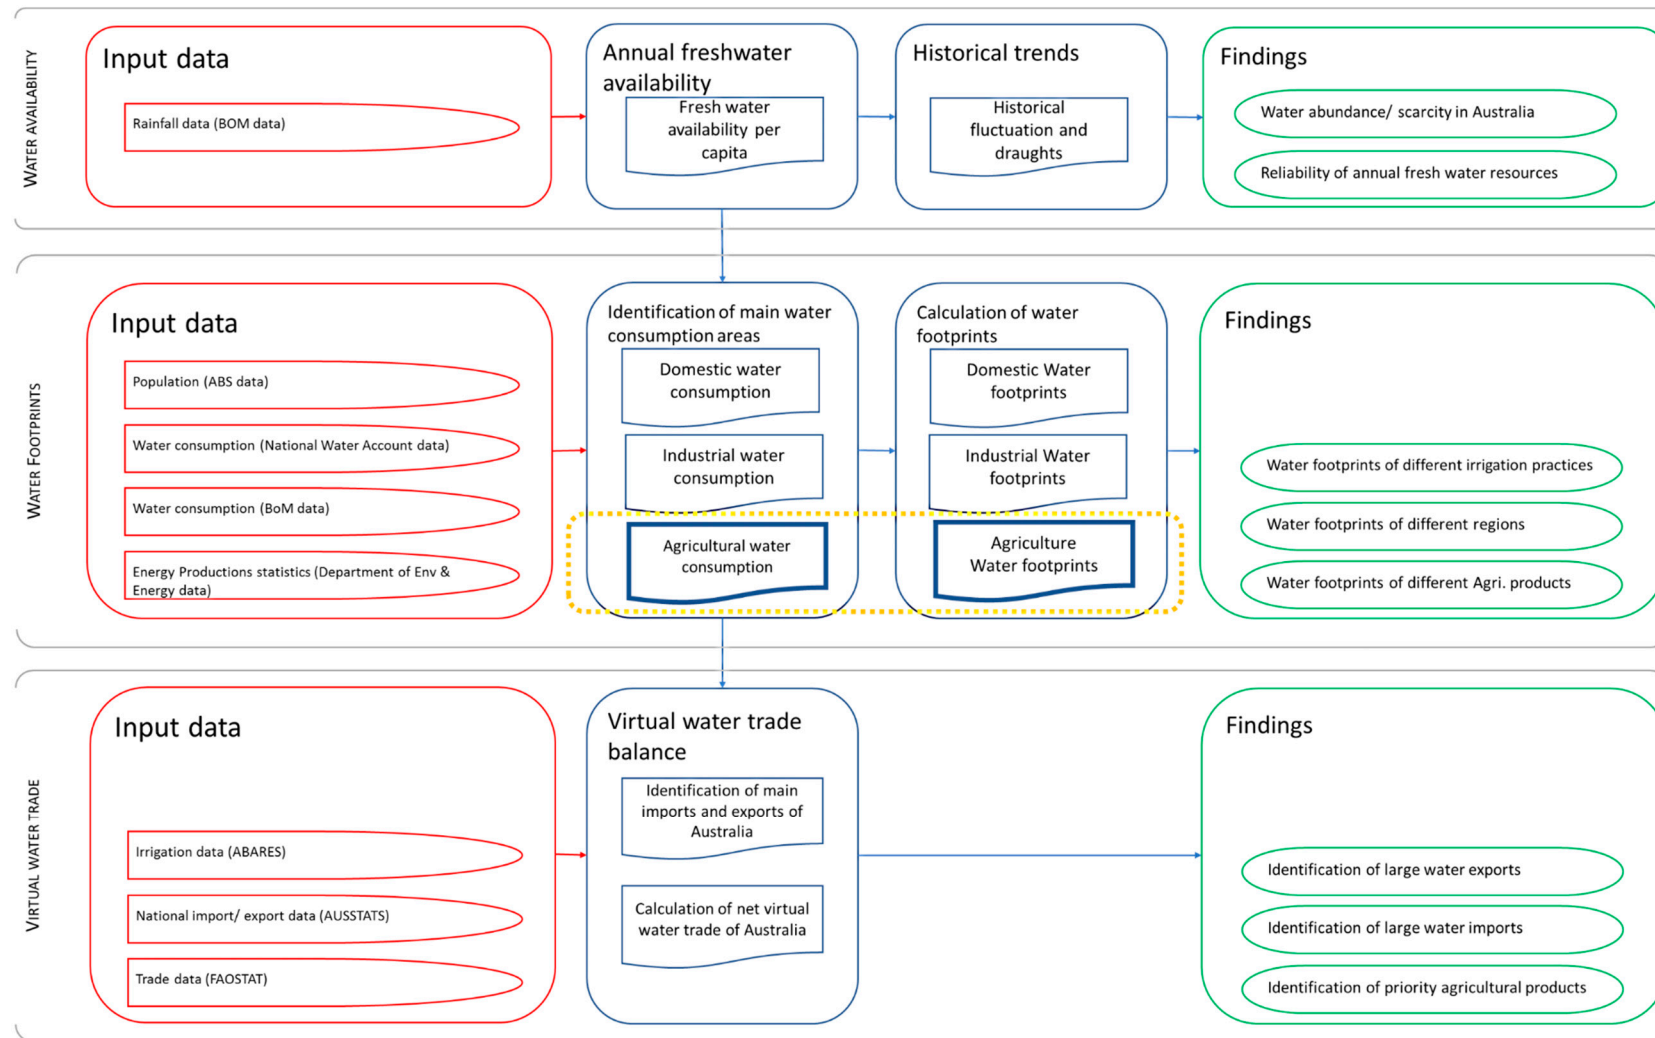 WATER AVAILABILITY
Input data
Rainfall data (BOM data)
Annual freshwater
availability
Fresh water
availability per
capita
Historical trends
Historical
fluctuation and
draughts
Findings
Water abundance/ scarcity in Australia
Reliability of annual fresh water resources
WATER FOOTPRINTS
Input data
Population (ABS data)
Water consumption (National Water Account data)
Water consumption (BoM data)
Energy Productions statistics (Department of Env &
Energy data)
Identification of main water
consumption areas
Domestic water
consumption
Industrial water
consumption
Agricultural water
consumption
Calculation of water
footprints
Domestic Water
footprints
Industrial Water
footprints
Agriculture
Water footprints
Findings
Water footprints of different irrigation practices
Water footprints of different regions
Water footprints of different Agri. products
VIRTUAL WATER TRADE
Input data
Irrigation data (ABARES)
National import/ export data (AUSSTATS)
Trade data (FAOSTAT)
Virtual water trade
balance
Identification of main
imports and exports of
Australia
Calculation of net virtual
water trade of Australia
Findings
Identification of large water exports
Identification of large water imports
Identification of priority agricultural products